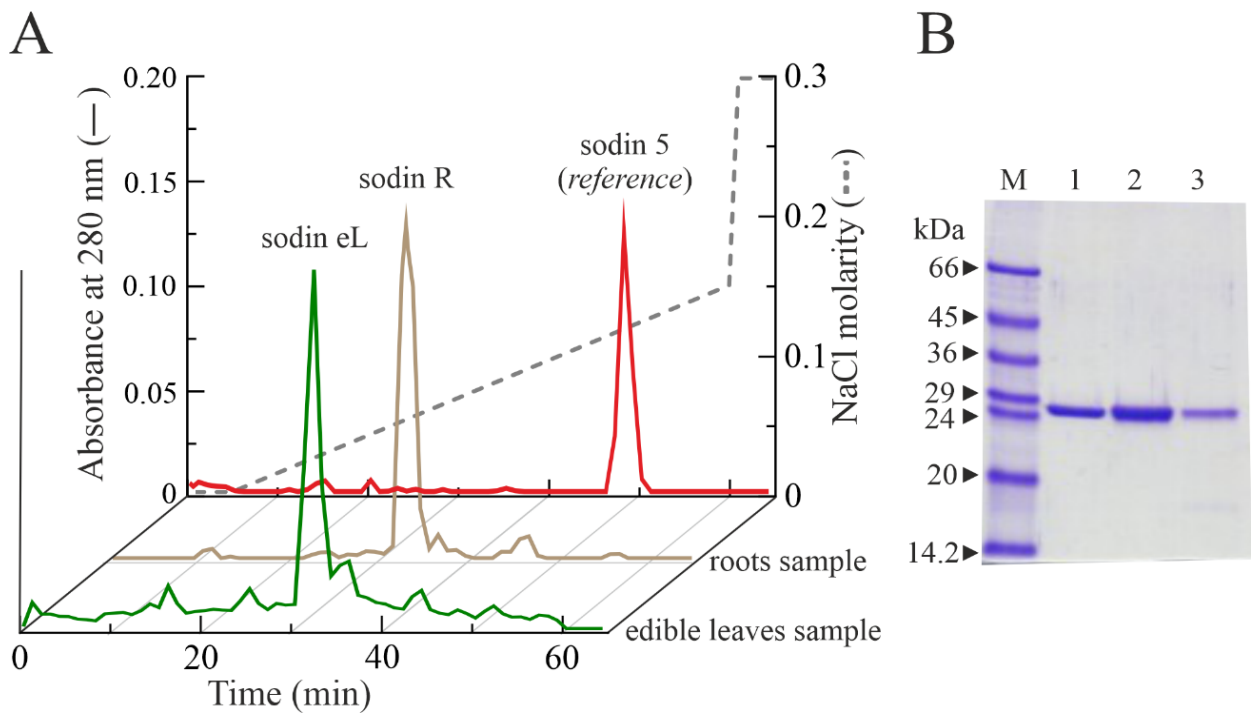 A
B
Absorbance at 280 nm (—)
0.20
0.15
0.10
0.05
0
sodin eL
sodin R
sodin 5
(reference)
0.3
0.2
0.1
0
NaCl molarity (---)
roots sample
edible leaves sample
0
20
40
60
Time (min)
M
1
2
3
kDa
66
45
36
29
24
20
14.2